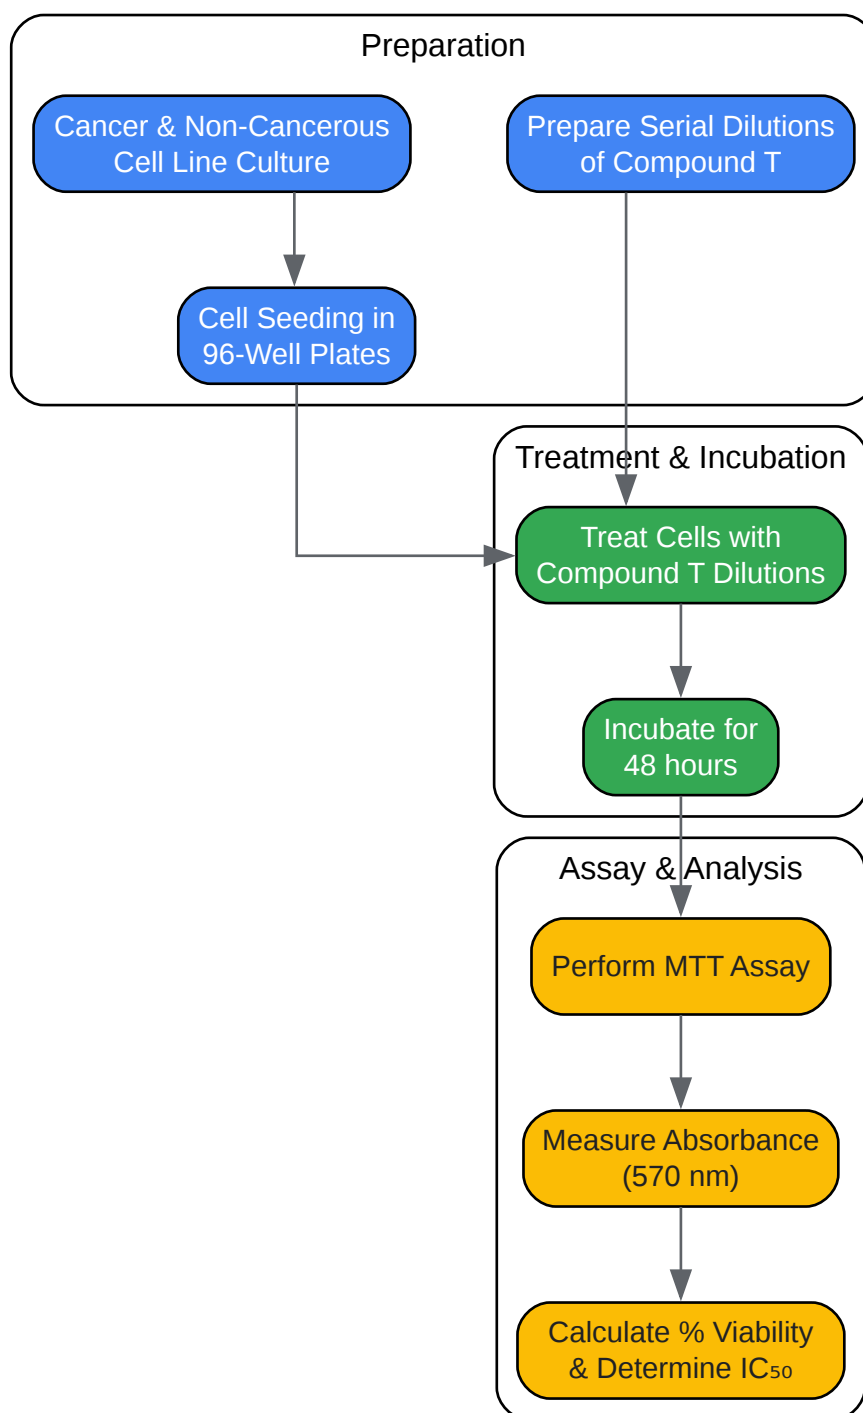 Preparation
Cancer & Non-Cancerous
Cell Line Culture
Prepare Serial Dilutions
of Compound T
Cell Seeding in
96-Well Plates
Treatment & Incubation
Treat Cells with
Compound T Dilutions
Incubate for
48 hours
Assay & Analysis
Perform MTT Assay
Measure Absorbance
(570 nm)
Calculate % Viability
& Determine IC₅₀